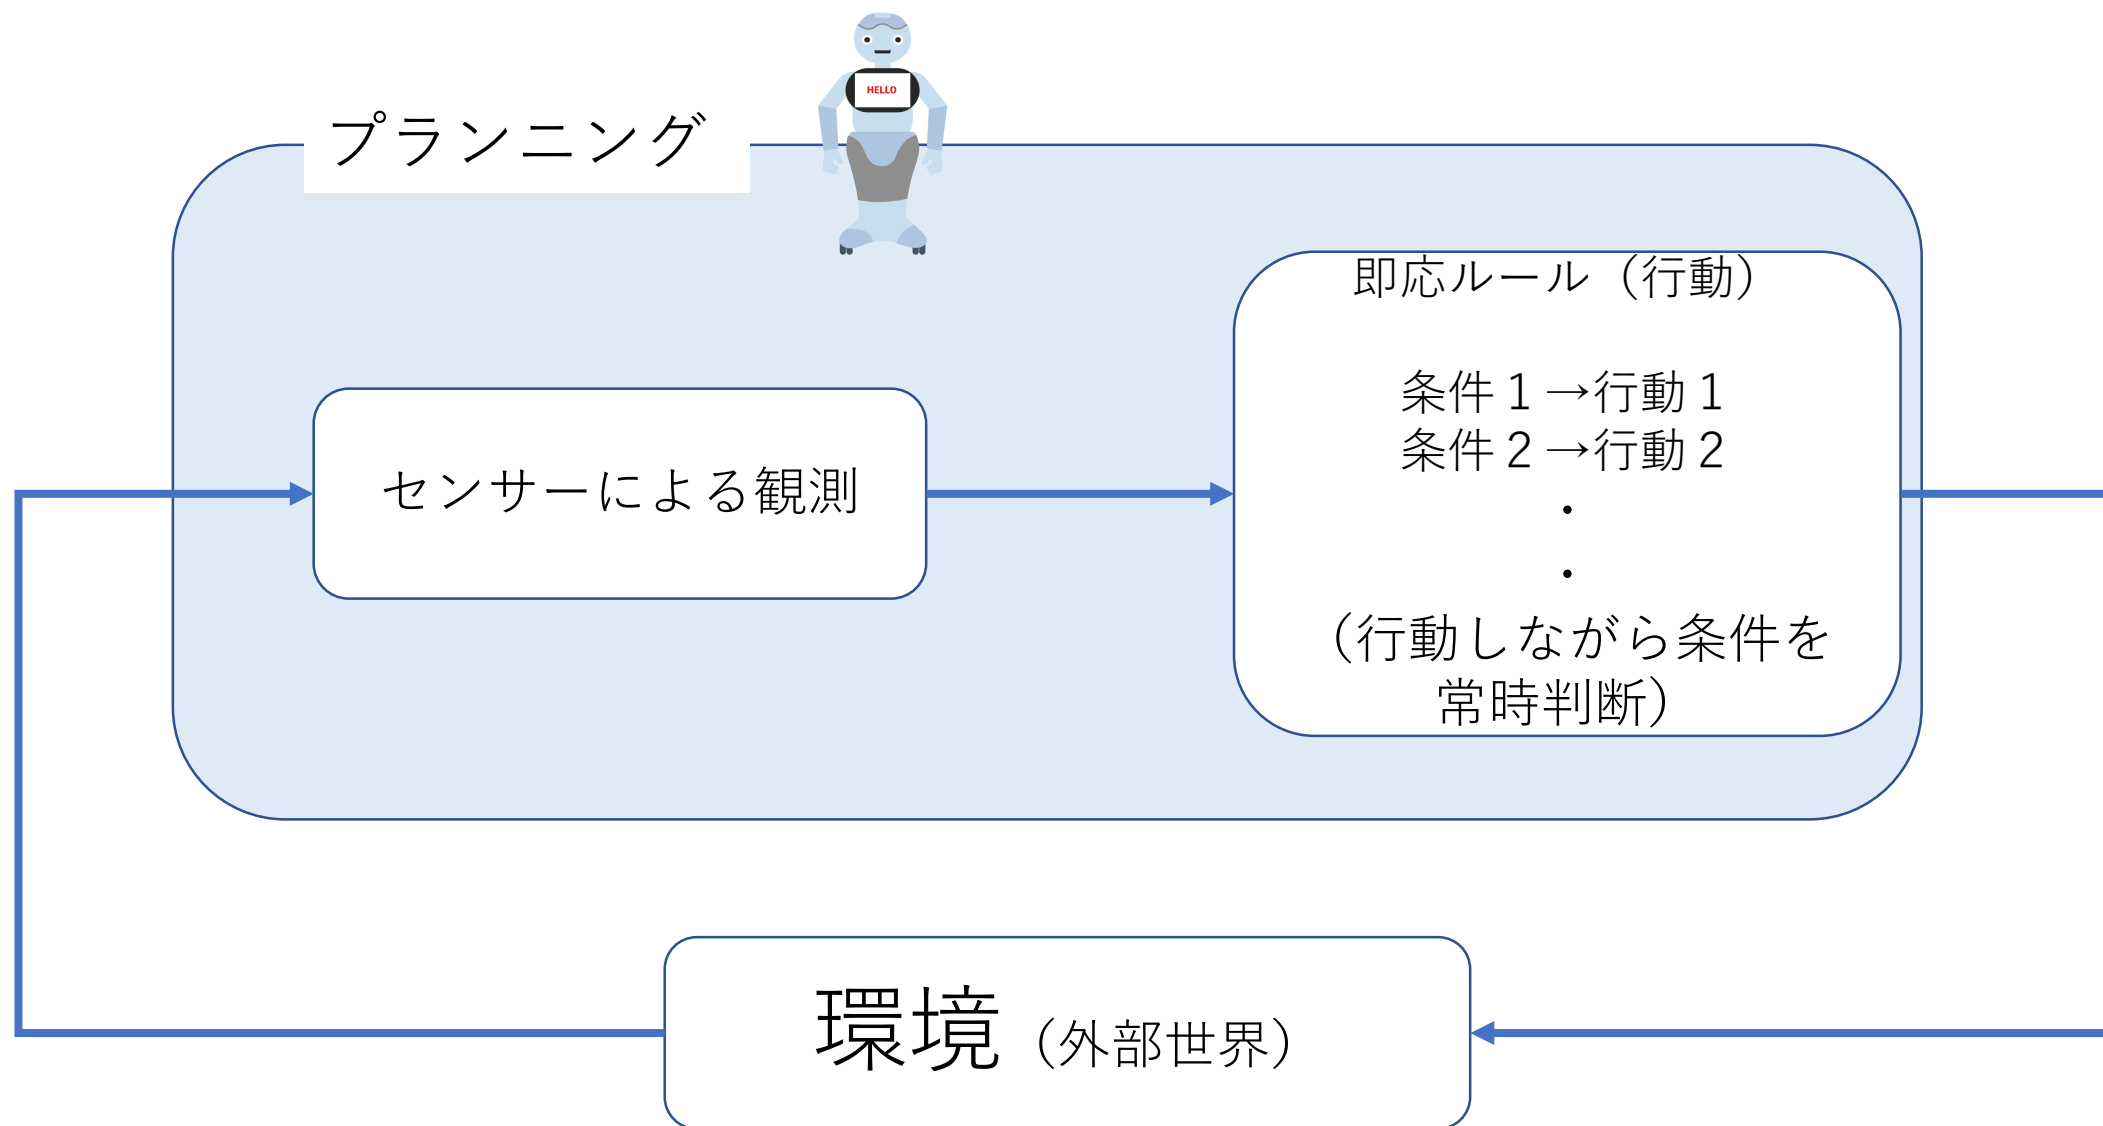 HELLO
プランニング
即応ルール（行動）
条件１→行動１
条件２→行動２
・
・
（行動しながら条件を
常時判断）
センサーによる観測
環境（外部世界）